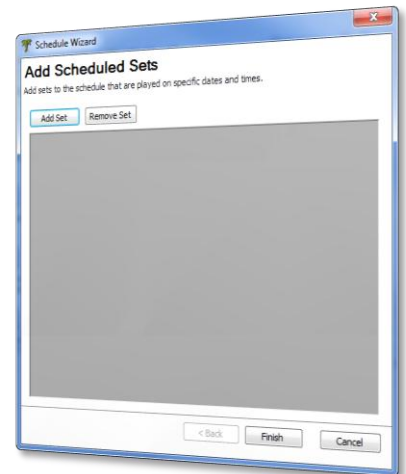 Schedule Wizard
X
Add Scheduled Sets
Add sets to the schedule that are played on specific dates and times.
Add Set
Remove Set
< Back
Finish
Cancel